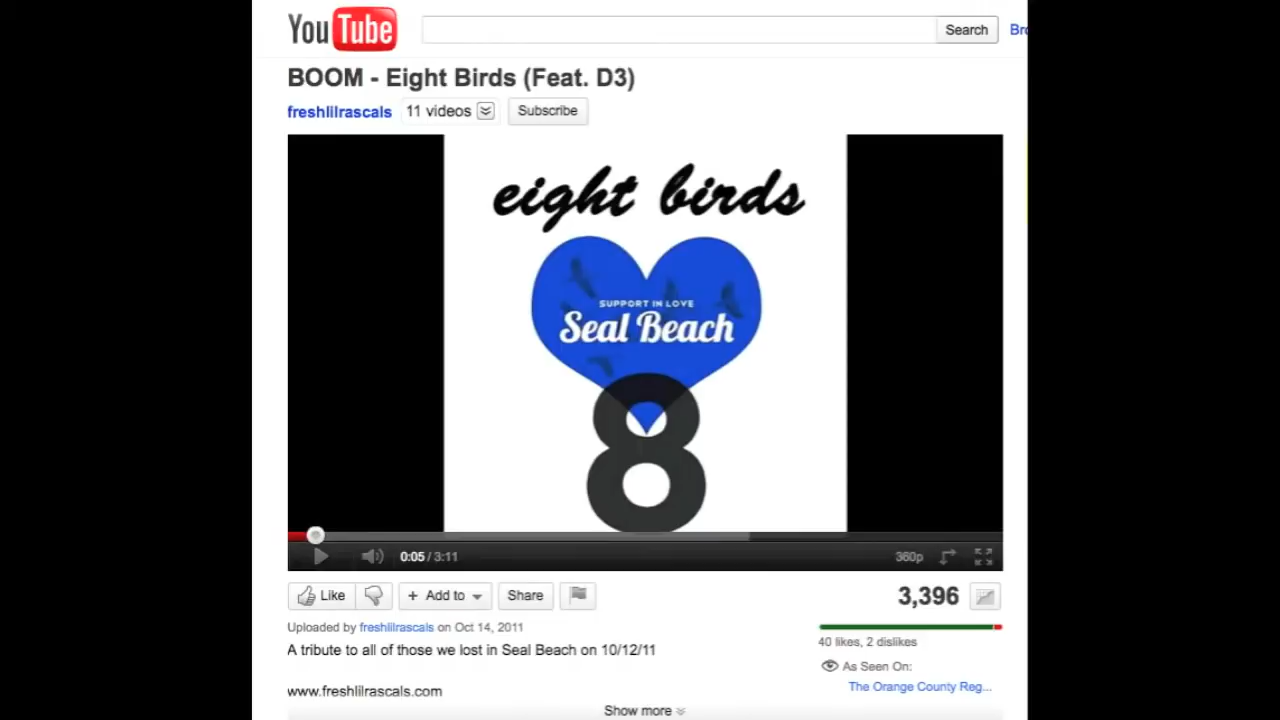 YouTube
Search
BOOM - Eight Birds (Feat. D3)
freshlilrascals 11 videos Subscribe
eight birds
SUPPORT IN LOVE
Seal Beach
8
0:05 / 3:11 360p
Like + Add to Share 3,396
Uploaded by freshlilrascals on Oct 14, 2011
40 likes, 2 dislikes
A tribute to all of those we lost in Seal Beach on 10/12/11
As Seen On:
The Orange County Reg...
www.freshlilrascals.com
Show more